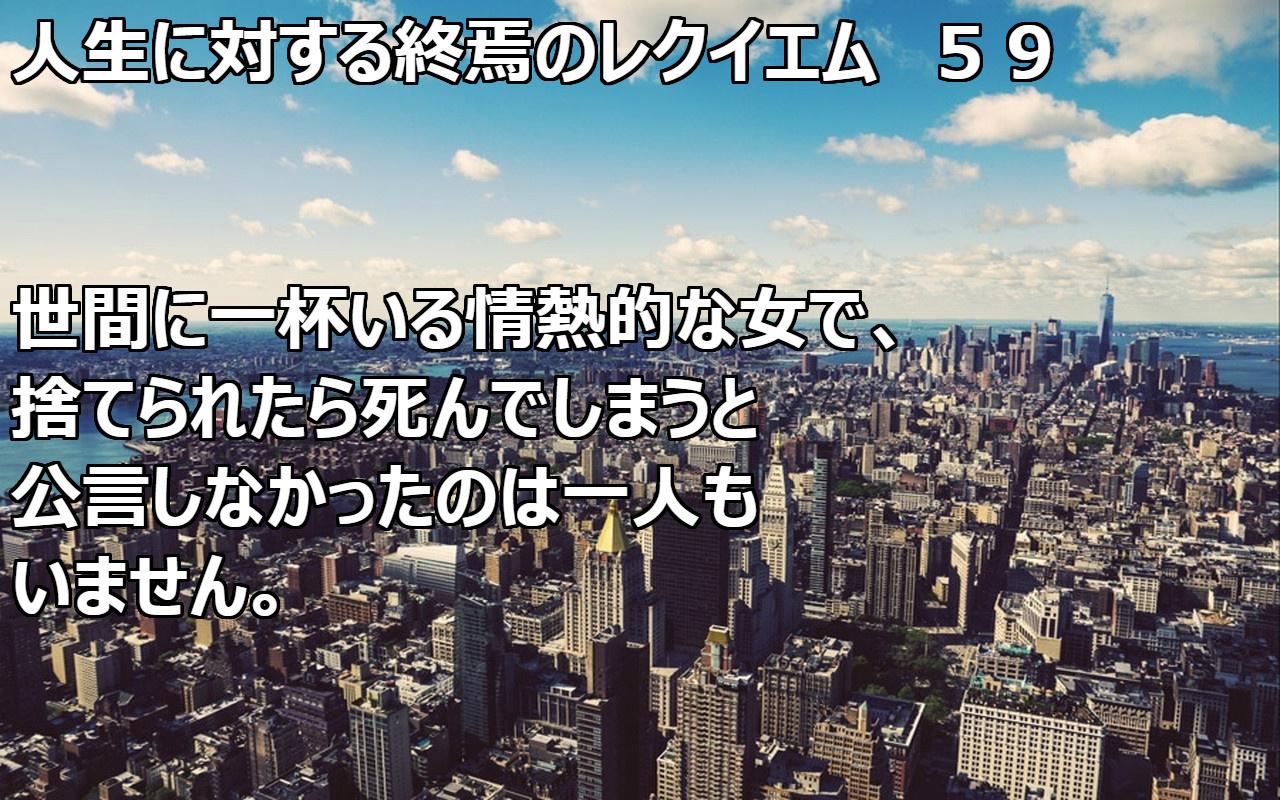 人生に対する終焉のレクイエム　５９
世間に一杯いる情熱的な女で、
捨てられたら死んでしまうと
公言しなかったのは一人も
いません。